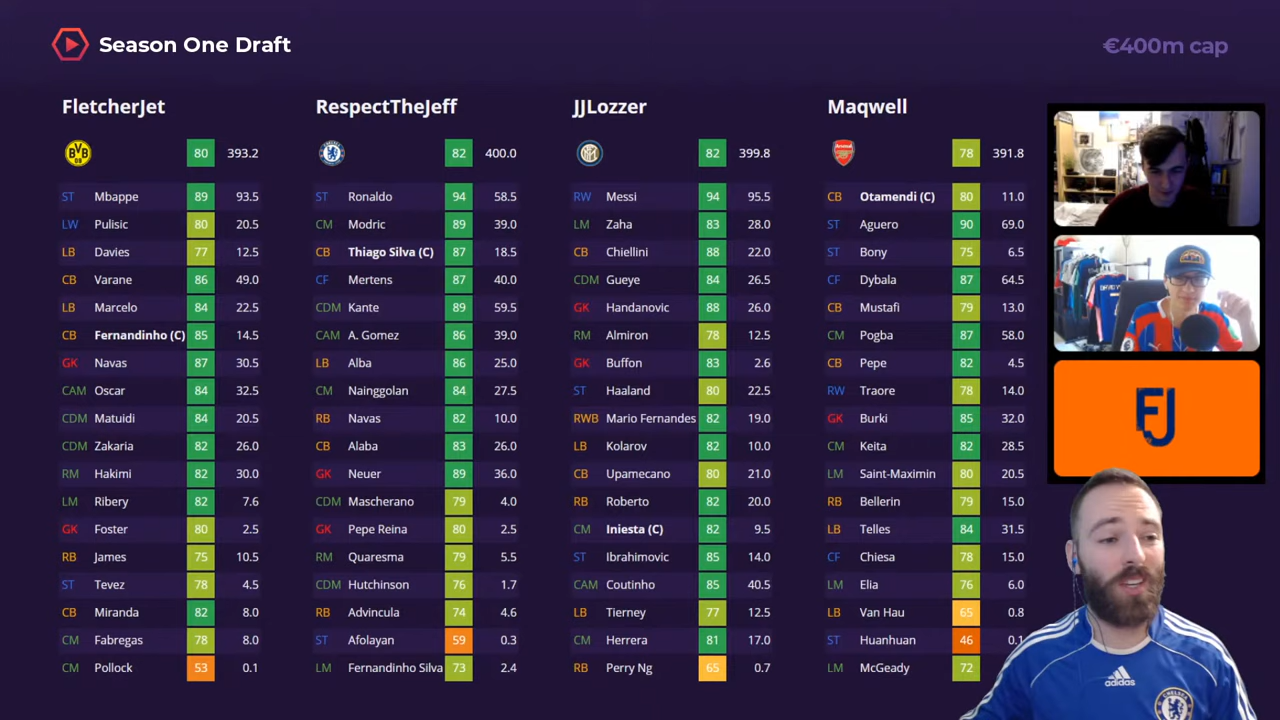 Season One Draft
€400m cap
FletcherJet
BVB 09
80 393.2
ST Mbappe 89 93.5
LW Pulisic 80 20.5
LB Davies 77 12.5
CB Varane 86 49.0
LB Marcelo 84 22.5
CB Fernandinho (C) 85 14.5
GK Navas 87 30.5
CAM Oscar 84 32.5
CDM Matuidi 84 20.5
CDM Zakaria 82 26.0
RM Hakimi 82 30.0
LM Ribery 82 7.6
GK Foster 80 2.5
RB James 75 10.5
ST Tevez 78 4.5
CB Miranda 82 8.0
CM Fabregas 78 8.0
CM Pollock 53 0.1
RespectTheJeff
82 400.0
ST Ronaldo 94 58.5
CM Modric 89 39.0
CB Thiago Silva (C) 87 18.5
CF Mertens 87 40.0
CDM Kante 89 59.5
CAM A. Gomez 86 39.0
LB Alba 86 25.0
CM Nainggolan 84 27.5
RB Navas 82 10.0
CB Alaba 83 26.0
GK Neuer 89 36.0
CDM Mascherano 79 4.0
GK Pepe Reina 80 2.5
RM Quaresma 79 5.5
CDM Hutchinson 76 1.7
RB Advincula 74 4.6
ST Afolayan 59 0.3
LM Fernandinho Silva 73 2.4
JJLozzer
82 399.8
RW Messi 94 95.5
LM Zaha 83 28.0
CB Chiellini 88 22.0
CDM Gueye 84 26.5
GK Handanovic 88 26.0
RM Almiron 78 12.5
GK Buffon 83 2.6
ST Haaland 80 22.5
RWB Mario Fernandes 82 19.0
LB Kolarov 82 10.0
CB Upamecano 80 21.0
RB Roberto 82 20.0
CM Iniesta (C) 82 9.5
ST Ibrahimovic 85 14.0
CAM Coutinho 85 40.5
LB Tierney 77 12.5
CM Herrera 81 17.0
RB Perry Ng 65 0.7
Maqwell
Arsenal
78 391.8
CB Otamendi (C) 80 11.0
ST Aguero 90 69.0
ST Bony 75 6.5
CF Dybala 87 64.5
CB Mustafi 79 13.0
CM Pogba 87 58.0
CB Pepe 82 4.5
RW Traore 78 14.0
GK Burki 85 32.0
CM Keita 82 28.5
LM Saint-Maximin 80 20.5
RB Bellerin 79 15.0
LB Telles 84 31.5
CF Chiesa 78 15.0
LM Elia 76 6.0
LB Van Hau 65 0.8
ST Huanhuan 46 0.1
LM McGeady 72
FJ
adidas